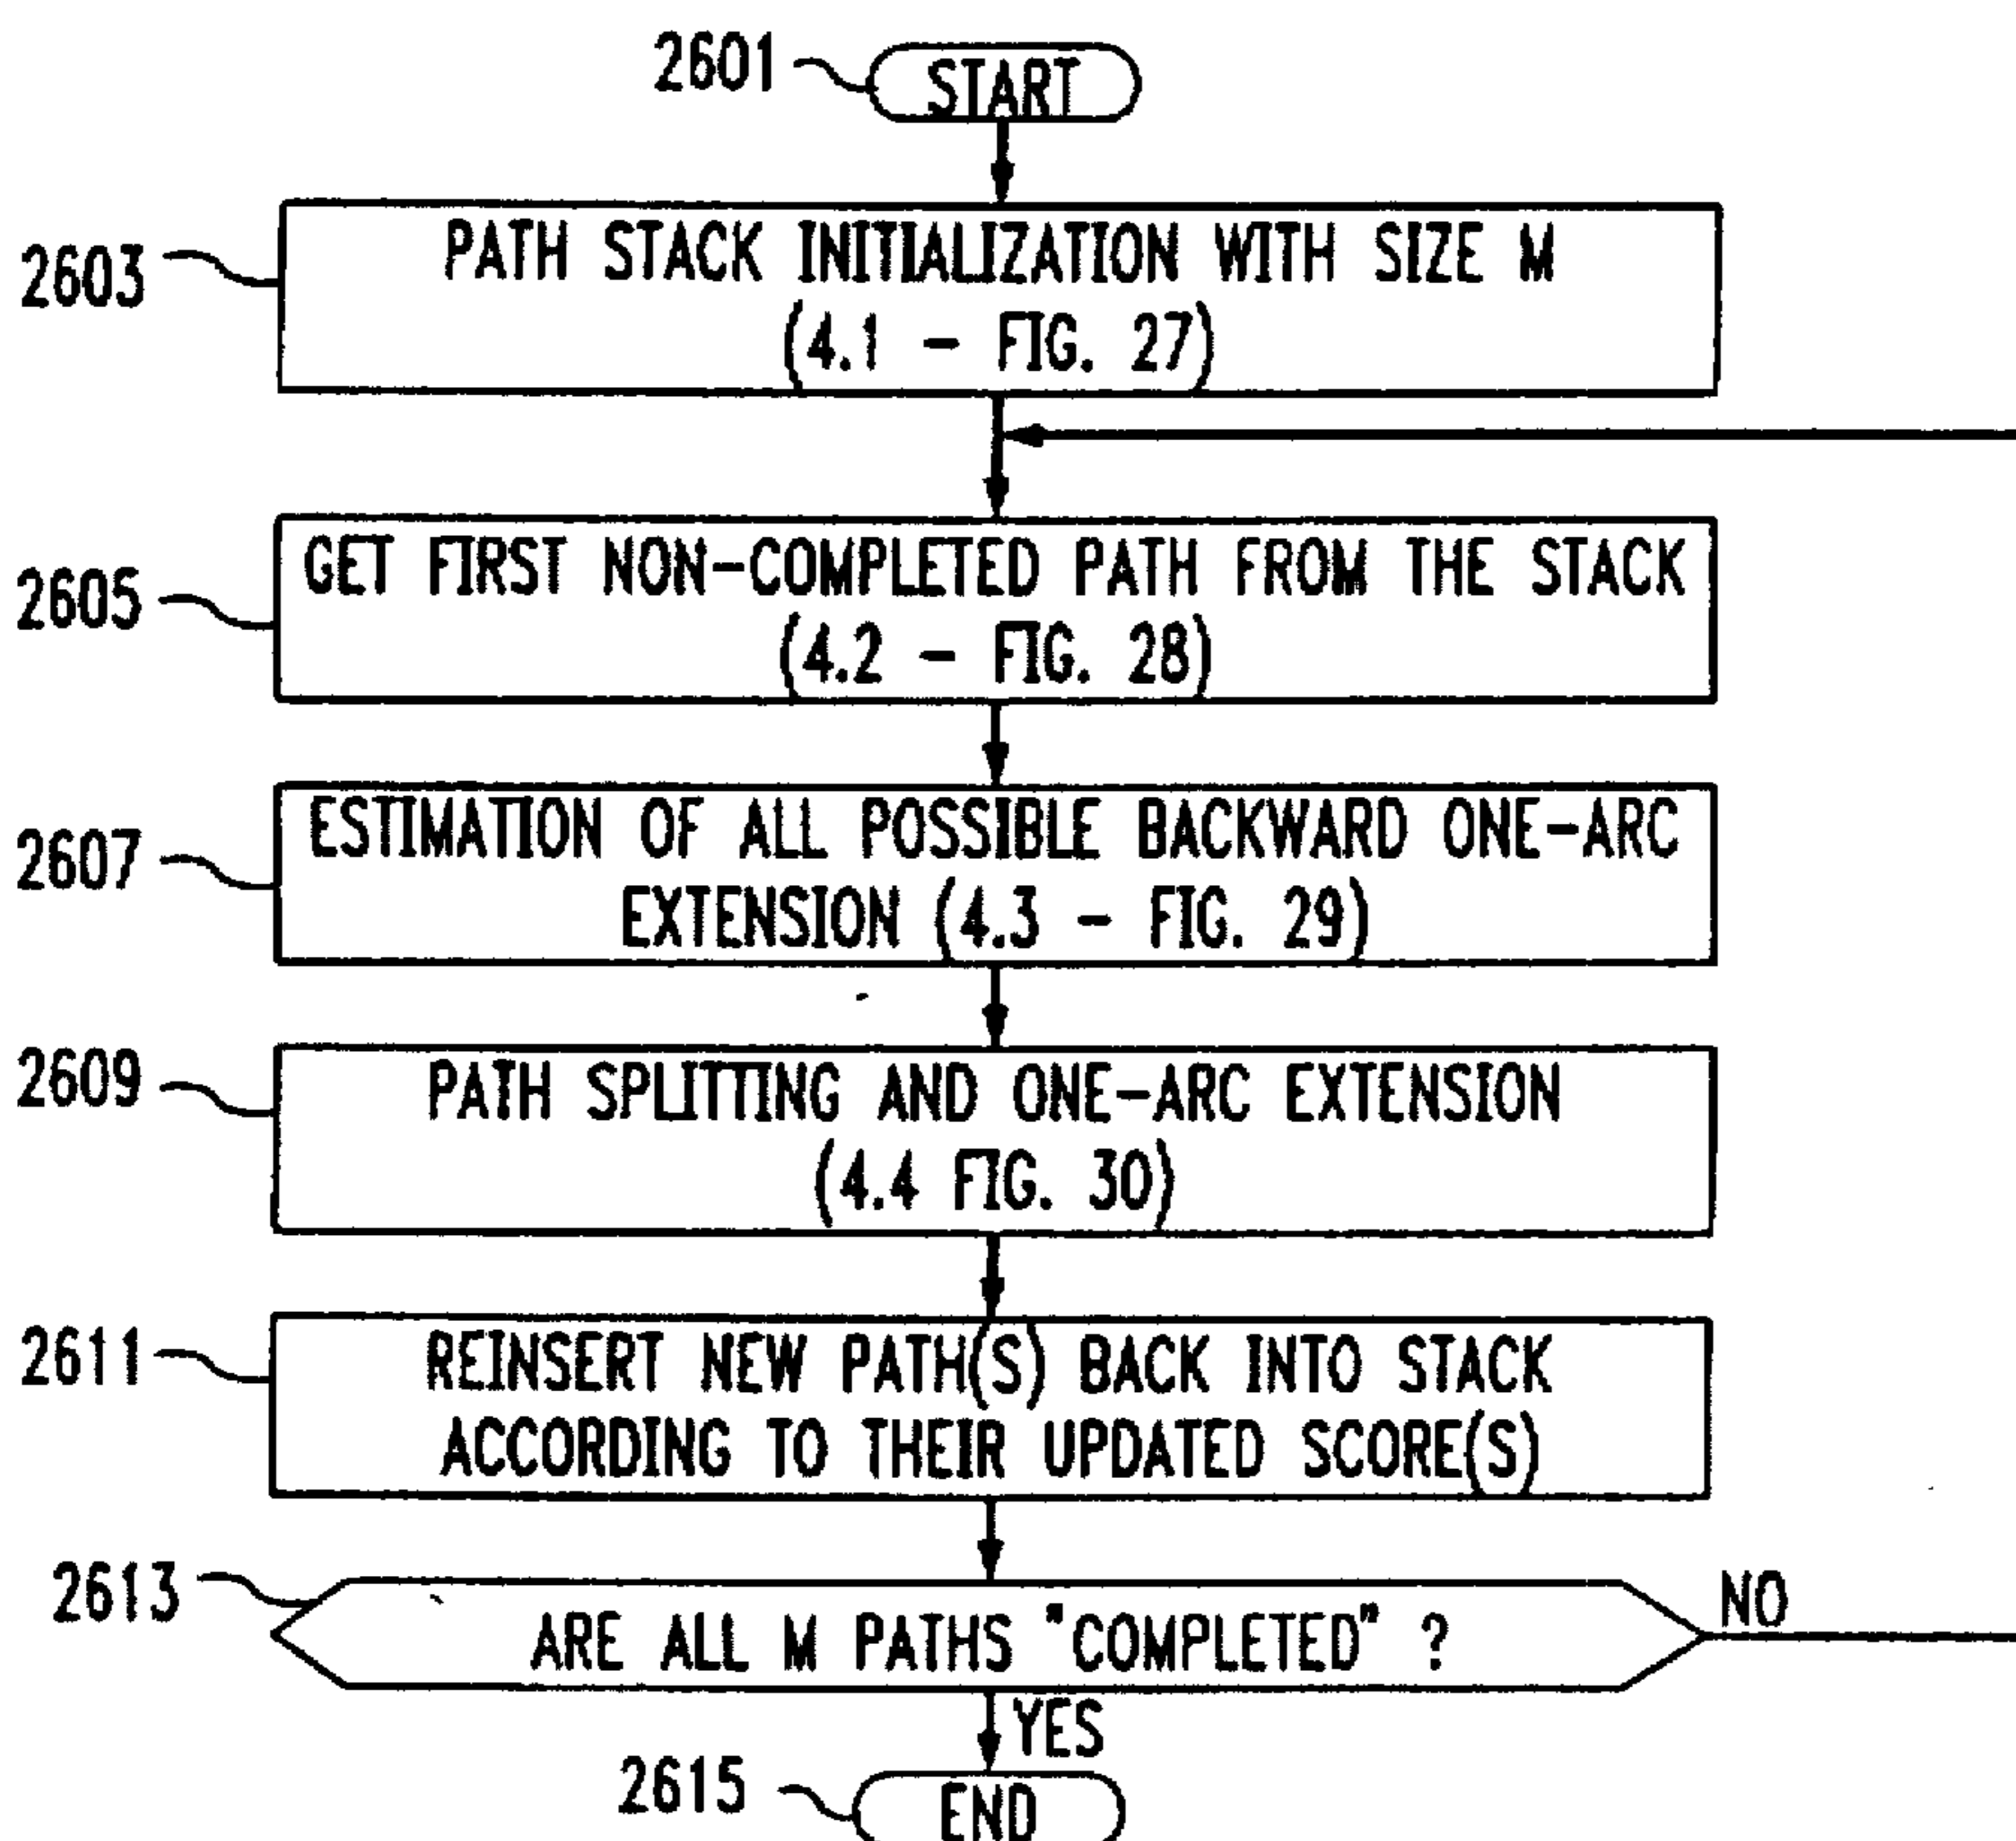 2601
START
2603
PATH STACK INITIALIZATION WITH SIZE M
(4.1 - FIG. 27)
2605
GET FIRST NON-COMPLETED PATH FROM THE STACK
(4.2 - FIG. 28)
2607
ESTIMATION OF ALL POSSIBLE BACKWARD ONE-ARC
EXTENSION (4.3 - FIG. 29)
2609
PATH SPLITTING AND ONE-ARC EXTENSION
(4.4 FIG. 30)
2611
REINSERT NEW PATH(S) BACK INTO STACK
ACCORDING TO THEIR UPDATED SCORE(S)
2613
ARE ALL M PATHS "COMPLETED" ?
NO
YES
2615
END